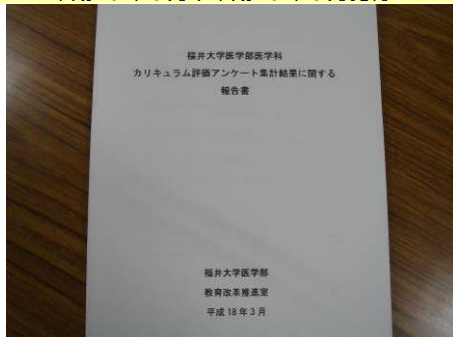 福井大学医学部医学科
カリキュラム評価アンケート集計結果に関する
報告書
福井大学医学部
教育改革推進室
平成18年3月